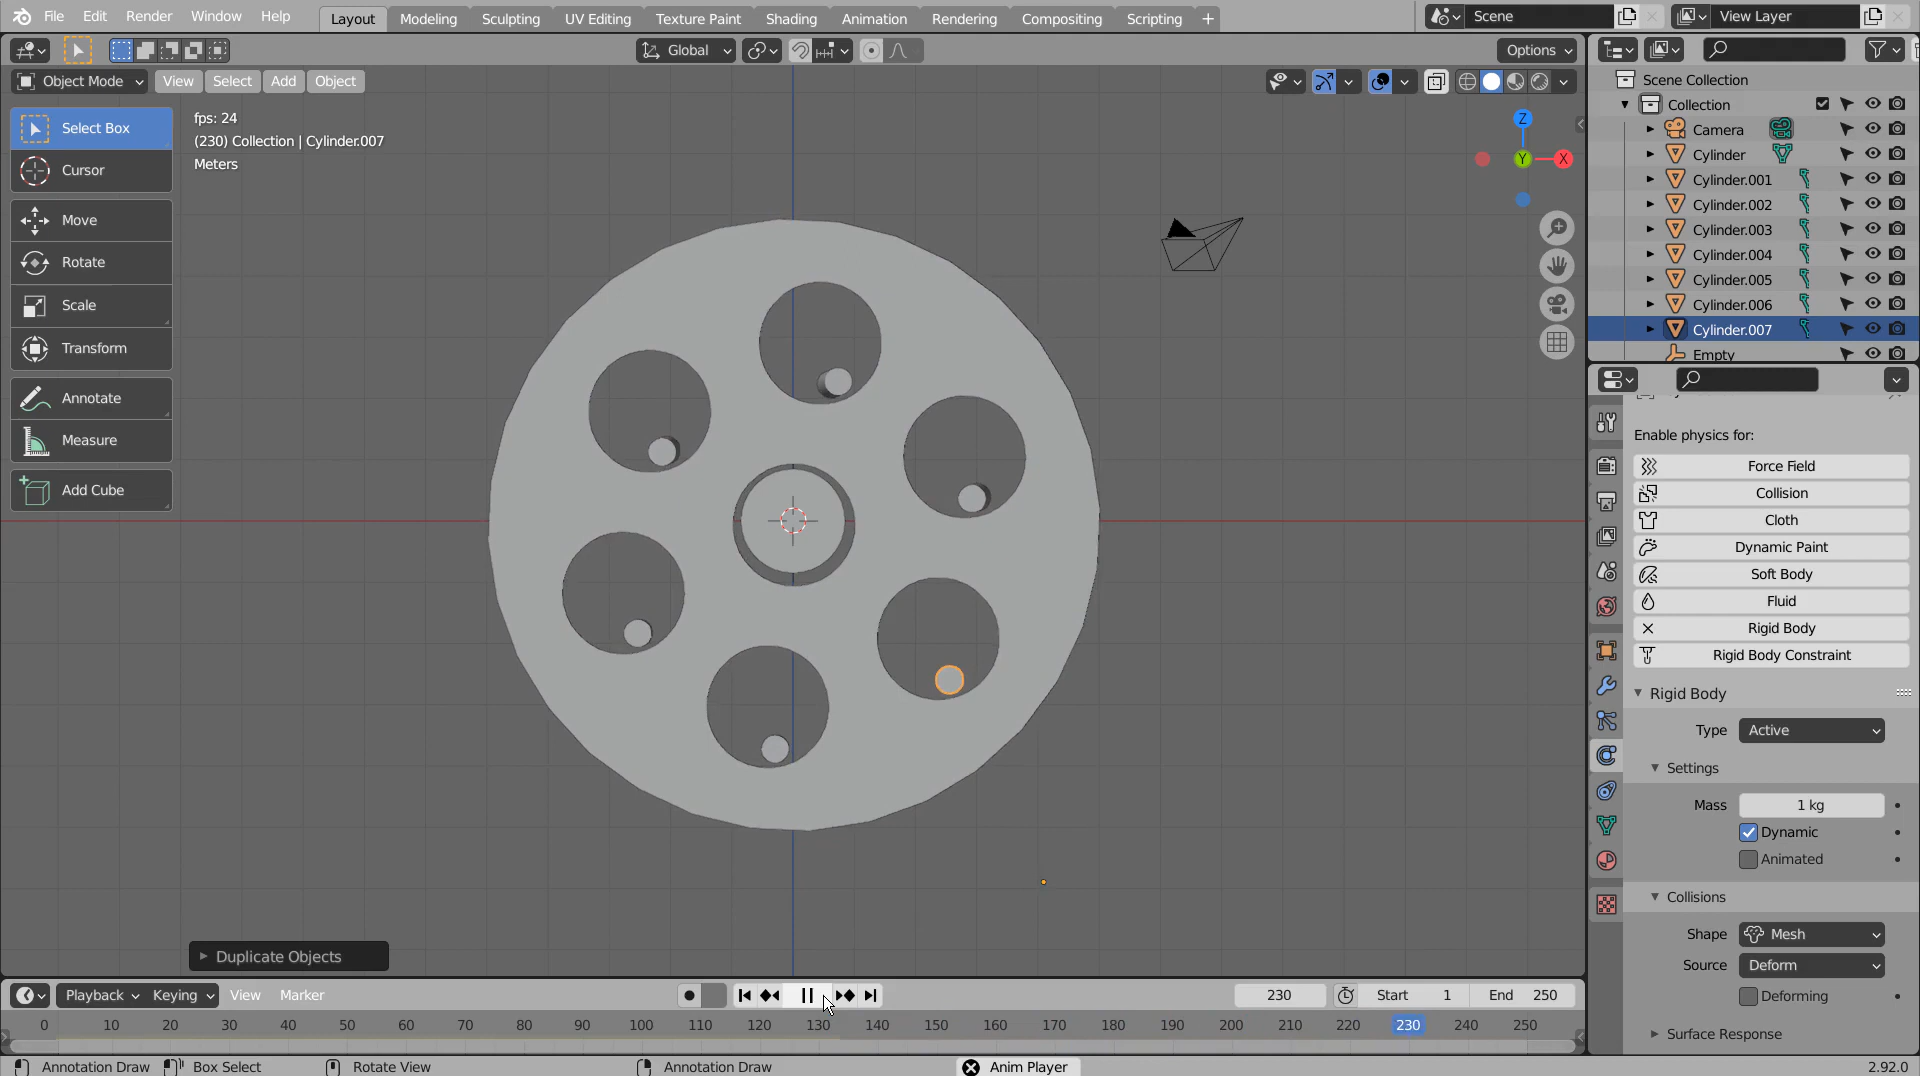 File Edit Render Window Help Layout Modeling Sculpting UV Editing Texture Paint Shading Animation Rendering Compositing Scripting + Scene View Layer
Global Options
Object Mode View Select Add Object
Select Box
Cursor
Move
Rotate
Scale
Transform
Annotate
Measure
Add Cube
fps: 24
(230) Collection | Cylinder.007
Meters
Z
Y
X
Duplicate Objects
Scene Collection
Collection
Camera
Cylinder
Cylinder.001
Cylinder.002
Cylinder.003
Cylinder.004
Cylinder.005
Cylinder.006
Cylinder.007
Empty
Enable physics for:
Force Field
Collision
Cloth
Dynamic Paint
Soft Body
Fluid
Rigid Body
Rigid Body Constraint
Rigid Body
Type Active
Settings
Mass 1 kg
Dynamic
Animated
Collisions
Shape Mesh
Source Deform
Deforming
Surface Response
Playback Keying View Marker 230 Start 1 End 250
0 10 20 30 40 50 60 70 80 90 100 110 120 130 140 150 160 170 180 190 200 210 220 230 240 250
Annotation Draw Box Select Rotate View Annotation Draw Anim Player 2.92.0